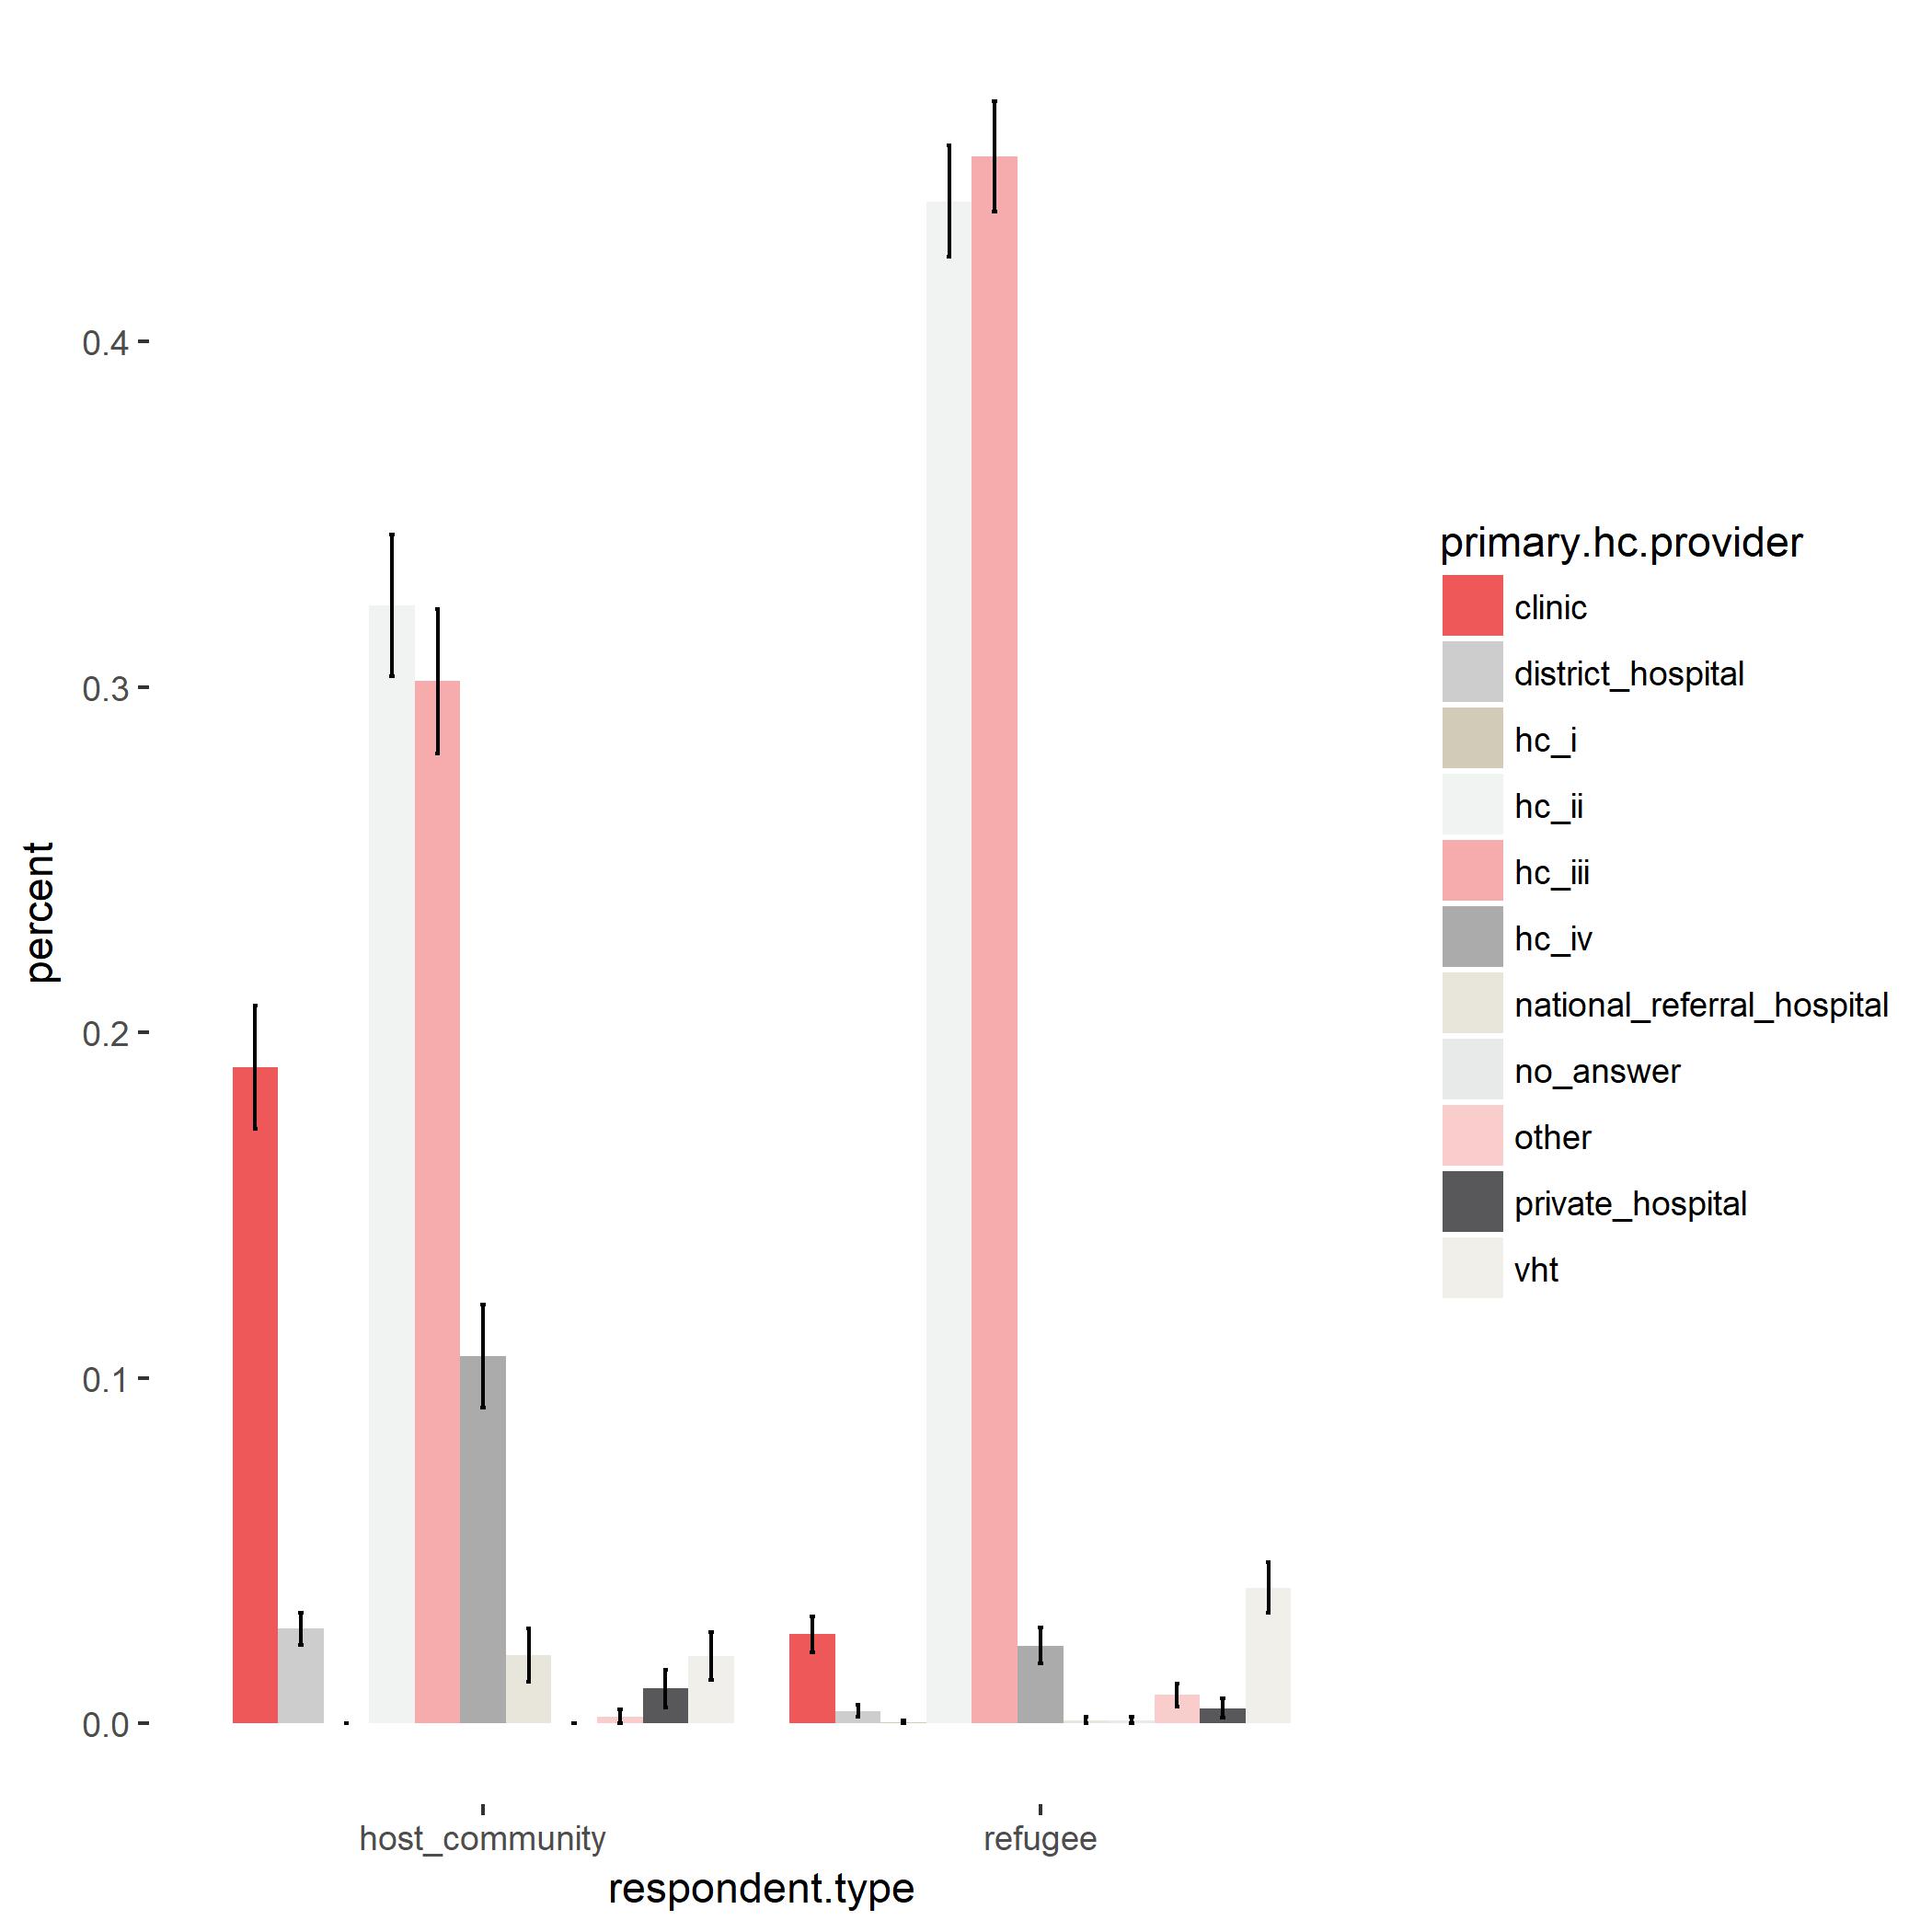 percent
0.4
0.3
0.2
0.1
0.0
host_community
refugee
respondent.type
primary.hc.provider
clinic
district_hospital
hc_i
hc_ii
hc_iii
hc_iv
national_referral_hospital
no_answer
other
private_hospital
vht